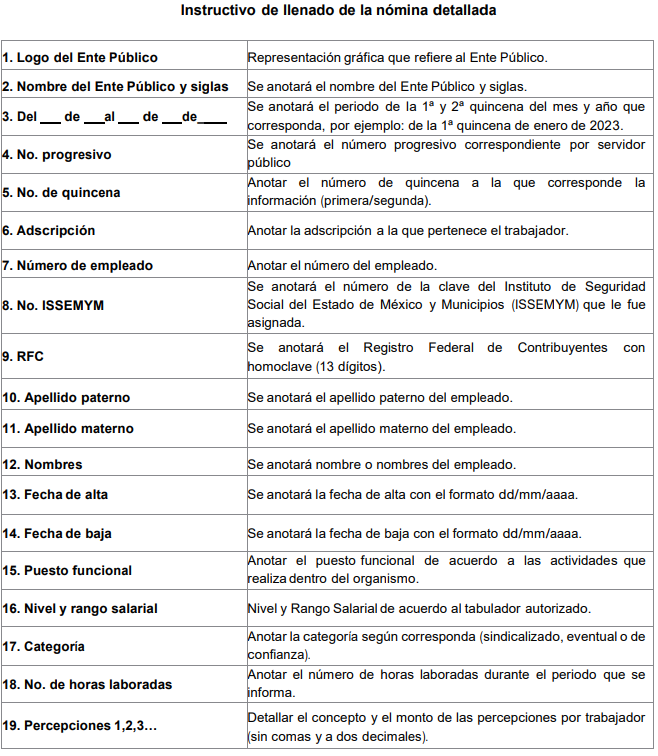 Instructivo de llenado de la nómina detallada
1. Logo del Ente Público
Representación gráfica que refiere al Ente Público.
2. Nombre del Ente Público y siglas
Se anotará el nombre del Ente Público y siglas.
3. Del ___ de ___al ___ de ___de____
Se anotará el periodo de la 1ª y 2ª quincena del mes y año que
corresponda, por ejemplo: de la 1ª quincena de enero de 2023.
4. No. progresivo
Se anotará el número progresivo correspondiente por servidor
público
5. No. de quincena
Anotar el número de quincena a la que corresponde la
información (primera/segunda).
6. Adscripción
Anotar la adscripción a la que pertenece el trabajador.
7. Número de empleado
Anotar el número del empleado.
8. No. ISSEMYM
Se anotará el número de la clave del Instituto de Seguridad
Social del Estado de México y Municipios (ISSEMYM) que le fue
asignada.
9. RFC
Se anotará el Registro Federal de Contribuyentes con
homoclave (13 dígitos).
10. Apellido paterno
Se anotará el apellido paterno del empleado.
11. Apellido materno
Se anotará el apellido materno del empleado.
12. Nombres
Se anotará nombre o nombres del empleado.
13. Fecha de alta
Se anotará la fecha de alta con el formato dd/mm/aaaa.
14. Fecha de baja
Se anotará la fecha de baja con el formato dd/mm/aaaa.
15. Puesto funcional
Anotar el puesto funcional de acuerdo a las actividades que
realiza dentro del organismo.
16. Nivel y rango salarial
Nivel y Rango Salarial de acuerdo al tabulador autorizado.
17. Categoría
Anotar la categoría según corresponda (sindicalizado, eventual o de
confianza).
18. No. de horas laboradas
Anotar el número de horas laboradas durante el periodo que se
informa.
19. Percepciones 1,2,3…
Detallar el concepto y el monto de las percepciones por trabajador
(sin comas y a dos decimales).